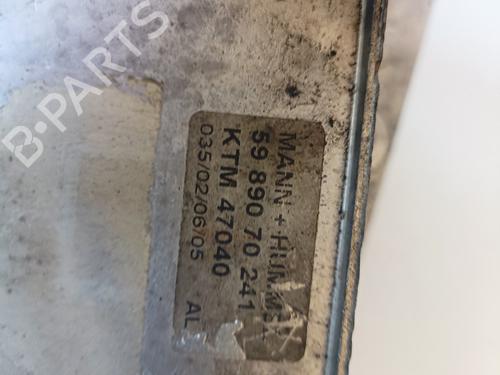 B-PARTS
MANN + HUMMEL
59 890 70 241
KTM 47040
035/02/06/05 AL